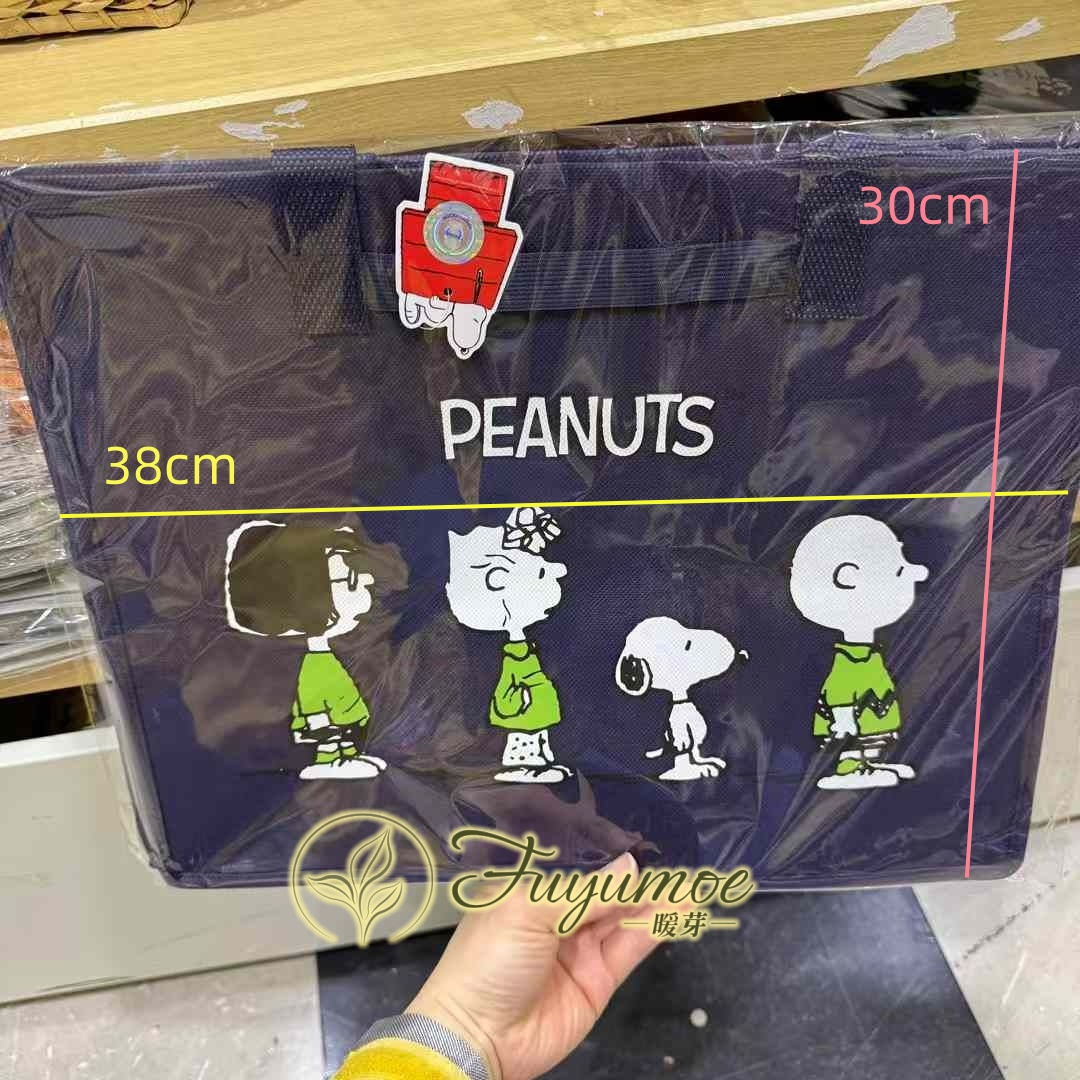 30cm
PEANUTS
38cm
Fuyumoe
暖芽